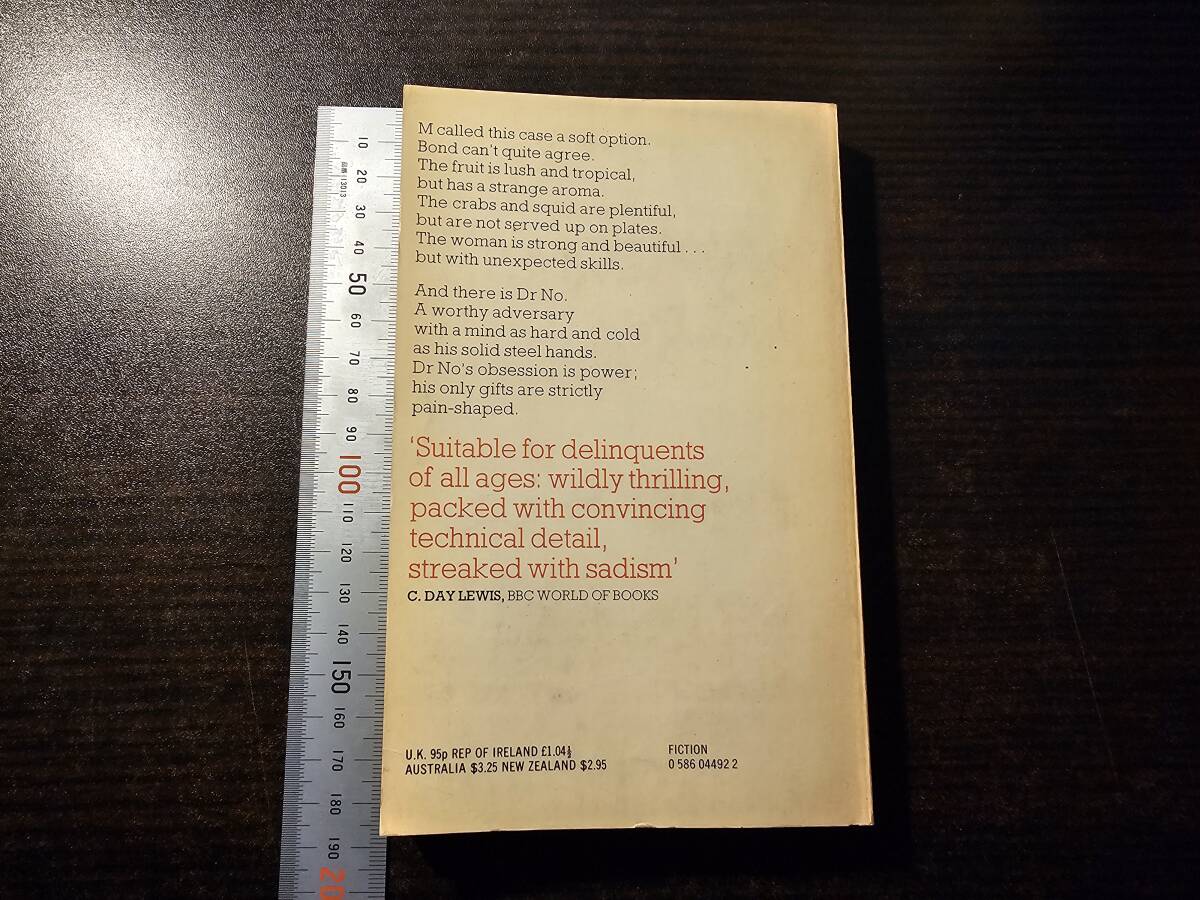 M called this case a soft option.
Bond can't quite agree.
The fruit is lush and tropical,
but has a strange aroma.
The crabs and squid are plentiful,
but are not served up on plates.
The woman is strong and beautiful...
but with unexpected skills.
And there is Dr No.
A worthy adversary
with a mind as hard and cold
as his solid steel hands.
Dr No's obsession is power;
his only gifts are strictly
pain-shaped.
'Suitable for delinquents
of all ages: wildly thrilling,
packed with convincing
technical detail,
streaked with sadism'
C. DAY LEWIS, BBC WORLD OF BOOKS
U.K. 95p REP OF IRELAND £1.04½
AUSTRALIA $3.25 NEW ZEALAND $2.95
FICTION
0 586 04492 2
10
20
30
40
50
60
70
80
90
100
110
120
130
140
150
160
170
180
190
20
品番 13013